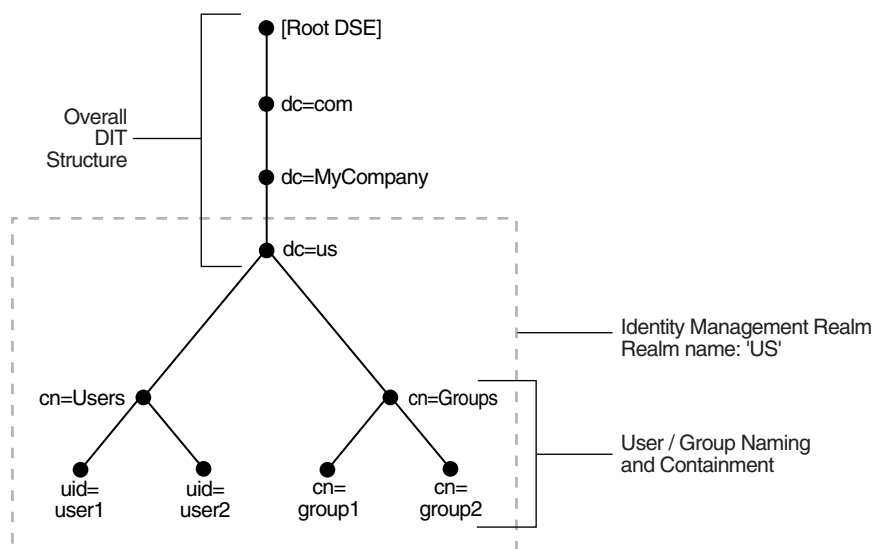 [Root DSE]
dc=com
Overall
DIT
Structure
dc=MyCompany
dc=us
Identity Management Realm
Realm name: 'US'
cn=Users
cn=Groups
User / Group Naming
and Containment
uid=
user1
uid=
user2
cn=
group1
cn=
group2